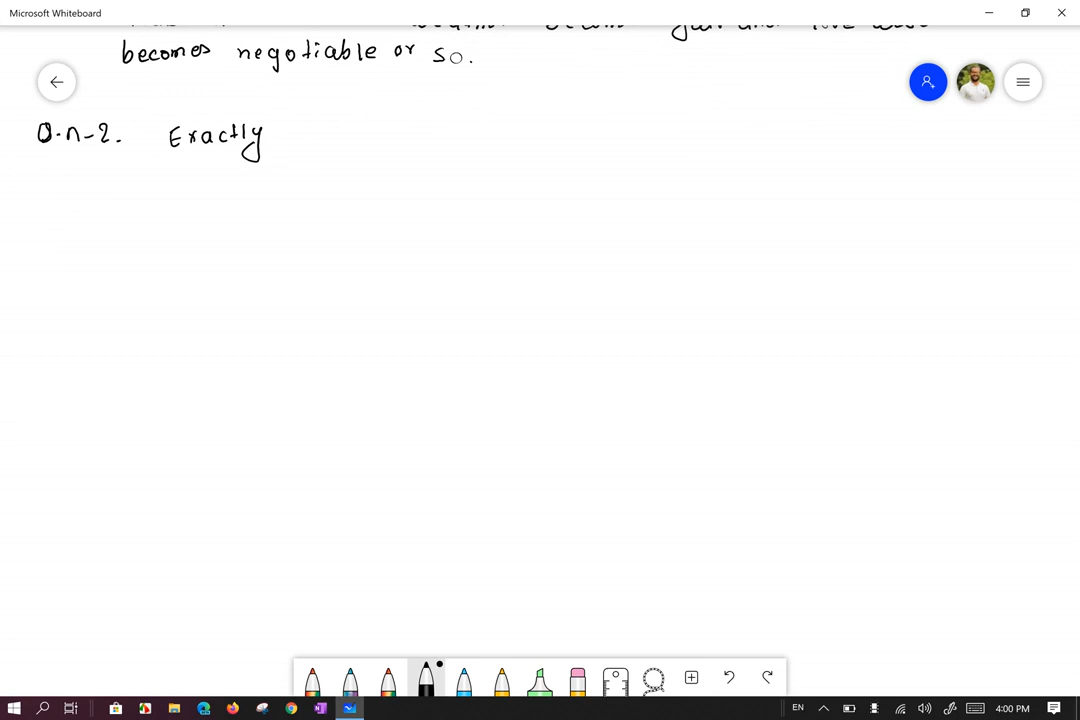 Microsoft Whiteboard
becomes negotiable or so.
Q.n-2. Exactly
EN
4:00 PM